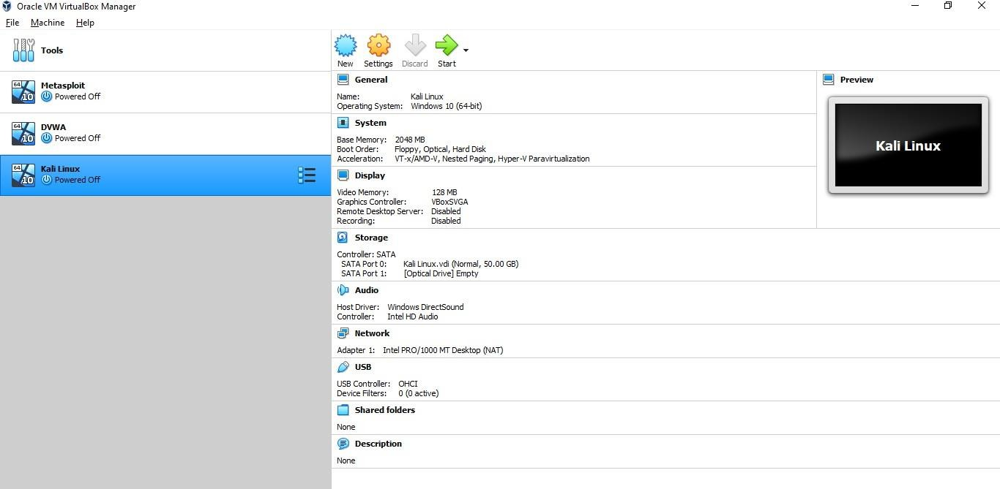 Oracle VM VirtualBox Manager
File Machine Help
Tools
Metasploit
Powered Off
DVWA
Powered Off
Kali Linux
Powered Off
New Settings Discard Start
General
Name: Kali Linux
Operating System: Windows 10 (64-bit)
System
Base Memory: 2048 MB
Boot Order: Floppy, Optical, Hard Disk
Acceleration: VT-x/AMD-V, Nested Paging, Hyper-V Paravirtualization
Display
Video Memory: 128 MB
Graphics Controller: VBoxSVGA
Remote Desktop Server: Disabled
Recording: Disabled
Preview
Kali Linux
Storage
Controller: SATA
SATA Port 0: Kali Linux.vdi (Normal, 50.00 GB)
SATA Port 1: [Optical Drive] Empty
Audio
Host Driver: Windows DirectSound
Controller: Intel HD Audio
Network
Adapter 1: Intel PRO/1000 MT Desktop (NAT)
USB
USB Controller: OHCI
Device Filters: 0 (0 active)
Shared folders
None
Description
None
64
10
64
10
64
10